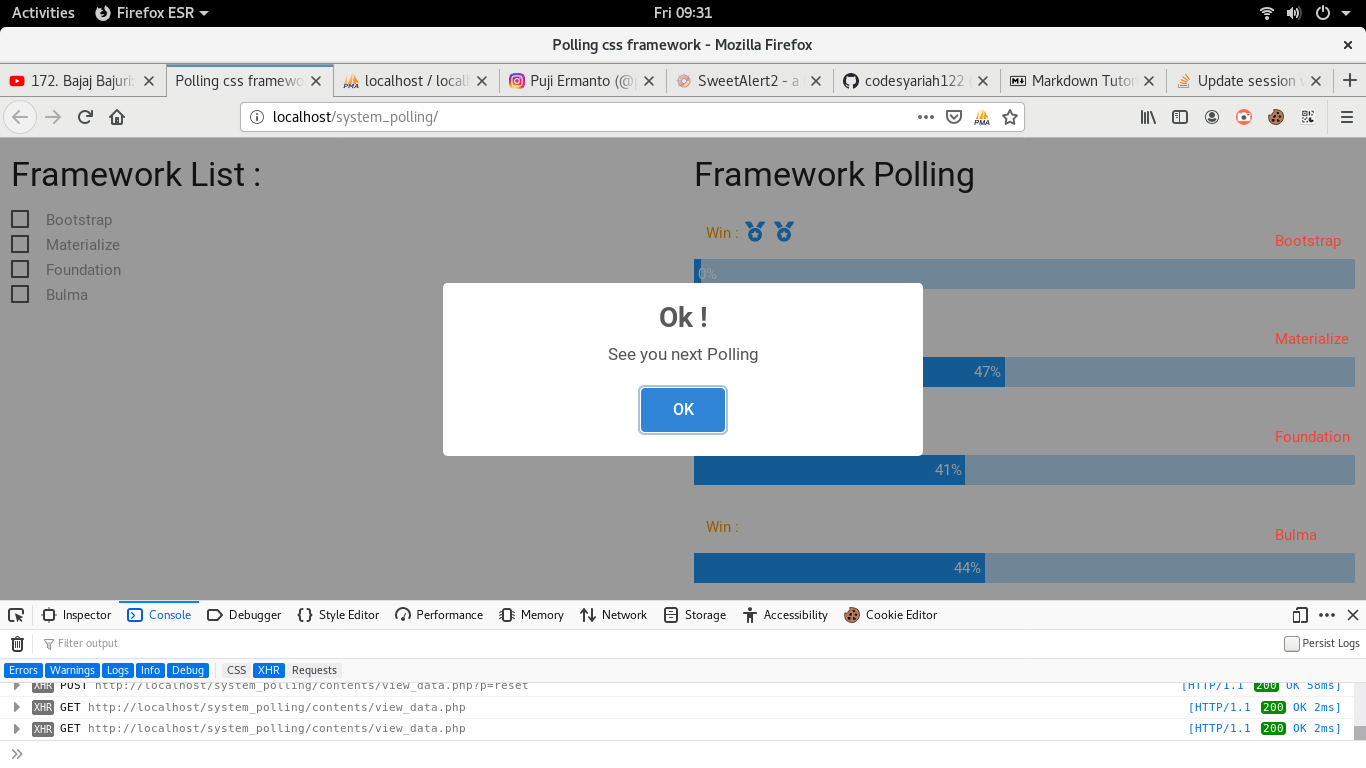 Activities Firefox ESR Fri 09:31
Polling css framework - Mozilla Firefox
172. Bajaj Bajuri: Polling css framewo localhost / localh Puji Ermanto (@p SweetAlert2 - a codesyariah122 Markdown Tutor Update session v
localhost/system_polling/ PMA
Framework List :
Bootstrap
Materialize
Foundation
Bulma
Framework Polling
Win :
Bootstrap
0%
Materialize
47%
Foundation
41%
Win :
Bulma
44%
Ok !
See you next Polling
OK
Inspector Console Debugger Style Editor Performance Memory Network Storage Accessibility Cookie Editor
Filter output Persist Logs
Errors Warnings Logs Info Debug CSS XHR Requests
XHR POST http://localhost/system_polling/contents/view_data.php?p=reset [HTTP/1.1 200 OK 58ms]
XHR GET http://localhost/system_polling/contents/view_data.php [HTTP/1.1 200 OK 2ms]
XHR GET http://localhost/system_polling/contents/view_data.php [HTTP/1.1 200 OK 2ms]